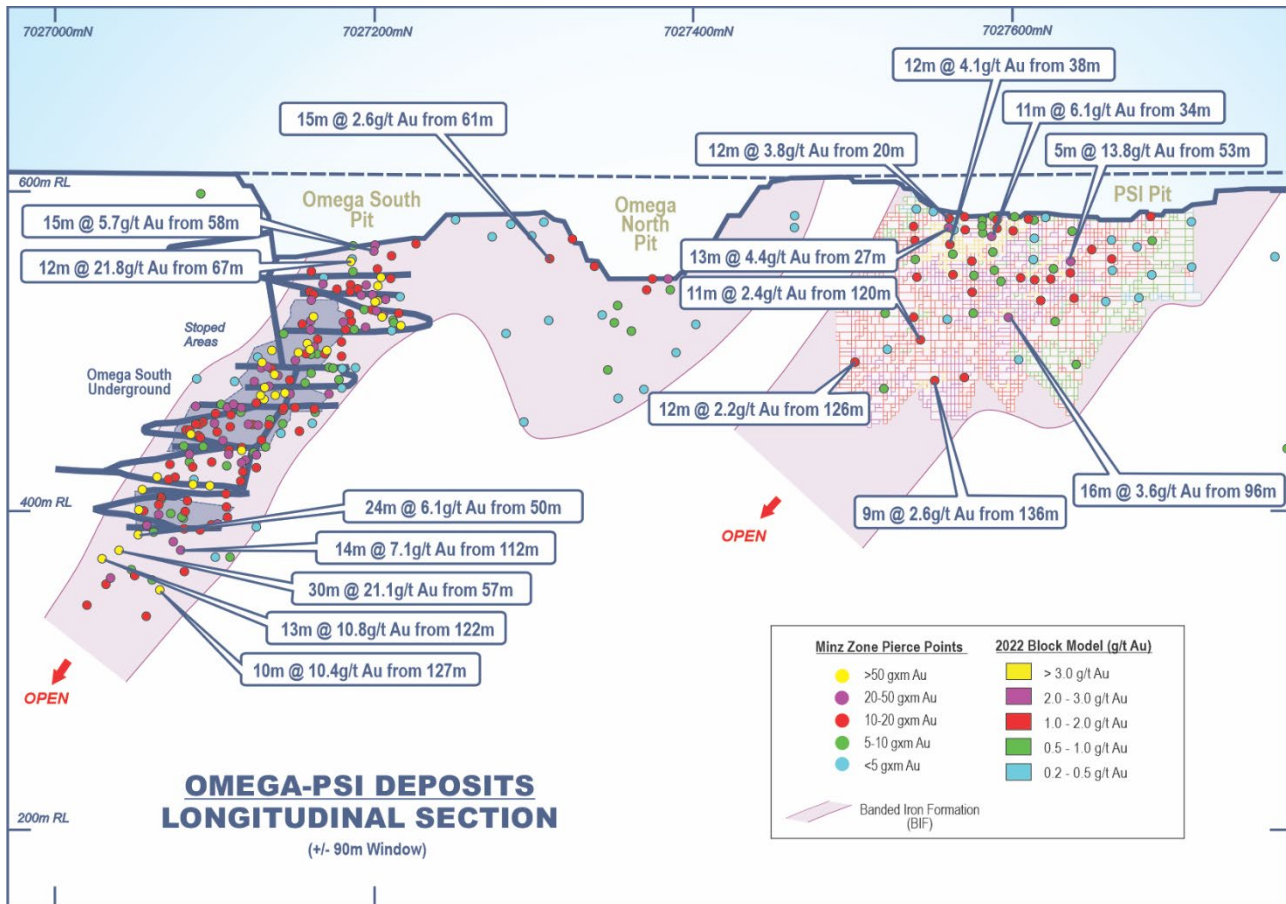 7027000mN
7027200mN
7027400mN
7027600mN
12m @ 4.1g/t Au from 38m
15m @ 2.6g/t Au from 61m
11m @ 6.1g/t Au from 34m
12m @ 3.8g/t Au from 20m
5m @ 13.8g/t Au from 53m
600m RL
Omega South
Pit
Omega
North
Pit
PSI Pit
15m @ 5.7g/t Au from 58m
12m @ 21.8g/t Au from 67m
13m @ 4.4g/t Au from 27m
11m @ 2.4g/t Au from 120m
Stoped
Areas
Omega South
Underground
12m @ 2.2g/t Au from 126m
16m @ 3.6g/t Au from 96m
9m @ 2.6g/t Au from 136m
OPEN
400m RL
24m @ 6.1g/t Au from 50m
14m @ 7.1g/t Au from 112m
30m @ 21.1g/t Au from 57m
13m @ 10.8g/t Au from 122m
10m @ 10.4g/t Au from 127m
OPEN
OMEGA-PSI DEPOSITS
LONGITUDINAL SECTION
(+/- 90m Window)
200m RL
Minz Zone Pierce Points
>50 gxm Au
20-50 gxm Au
10-20 gxm Au
5-10 gxm Au
<5 gxm Au
2022 Block Model (g/t Au)
> 3.0 g/t Au
2.0 - 3.0 g/t Au
1.0 - 2.0 g/t Au
0.5 - 1.0 g/t Au
0.2 - 0.5 g/t Au
Banded Iron Formation
(BIF)